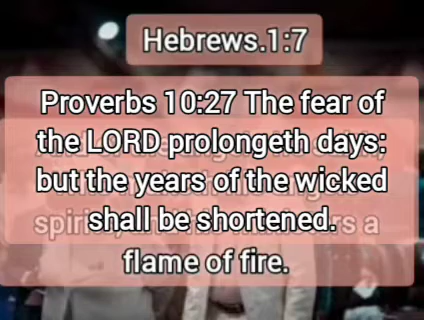 Hebrews.1:7
Proverbs 10:27 The fear of
the LORD prolongeth days:
but the years of the wicked
shall be shortened.
flame of fire.